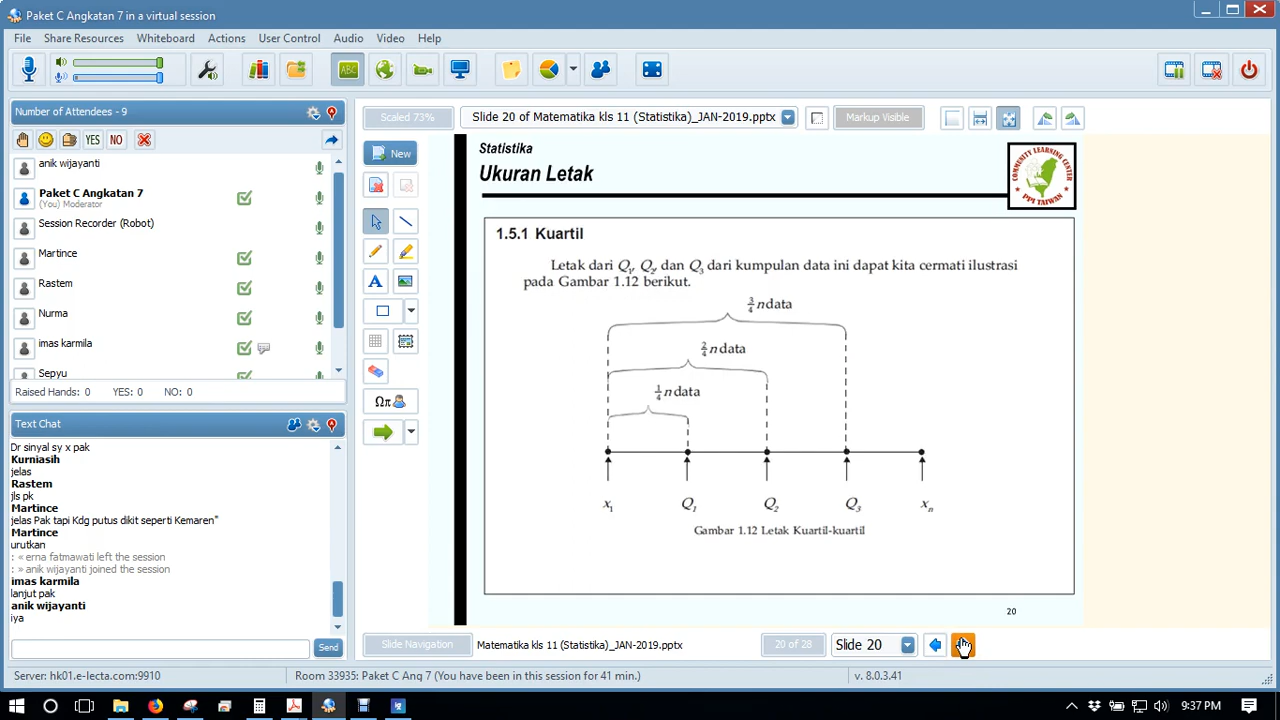 Paket C Angkatan 7 in a virtual session
File Share Resources Whiteboard Actions User Control Audio Video Help
ABC
Number of Attendees - 9
YES NO
anik wijayanti
Paket C Angkatan 7
(You) Moderator
Session Recorder (Robot)
Martince
Rastem
Nurma
imas karmila
Sepyu
Raised Hands: 0 YES: 0 NO: 0
Text Chat
Dr sinyal sy x pak
Kurniasih
jelas
Rastem
jls pk
Martince
jelas Pak tapi Kdg putus dikit seperti Kemaren"
Martince
urutkan
: « erna fatmawati left the session
: » anik wijayanti joined the session
imas karmila
lanjut pak
anik wijayanti
iya
Send
Scaled 73%
Slide 20 of Matematika kls 11 (Statistika)_JAN-2019.pptx
Markup Visible
New
A
Ωπ
Statistika
Ukuran Letak
COMMUNITY LEARNING CENTER
PPI TAIWAN
1.5.1 Kuartil
Letak dari Q₁, Q₂, dan Q₃ dari kumpulan data ini dapat kita cermati ilustrasi
pada Gambar 1.12 berikut.
3/4 n data
2/4 n data
1/4 n data
x₁ Q₁ Q₂ Q₃ xₙ
Gambar 1.12 Letak Kuartil-kuartil
20
Slide Navigation
Matematika kls 11 (Statistika)_JAN-2019.pptx
20 of 28
Slide 20
Server: hk01.e-lecta.com:9910
Room 33935: Paket C Ang 7 (You have been in this session for 41 min.)
v. 8.0.3.41
9:37 PM